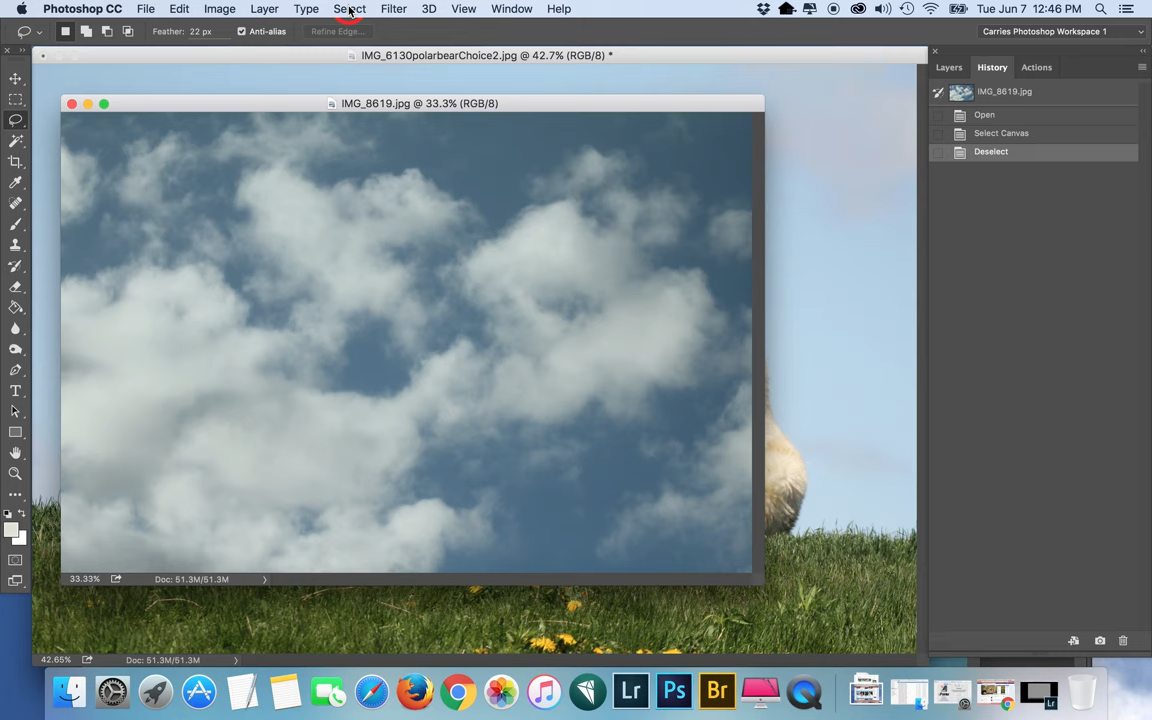 Photoshop CC File Edit Image Layer Type Select Filter 3D View Window Help Tue Jun 7 12:46 PM
Feather: 22 px Anti-alias Refine Edge... Carries Photoshop Workspace 1
IMG_6130polarbearChoice2.jpg @ 42.7% (RGB/8) *
Layers History Actions
IMG_8619.jpg @ 33.3% (RGB/8)
IMG_8619.jpg
Open
Select Canvas
Deselect
33.33% Doc: 51.3M/51.3M
42.65% Doc: 51.3M/51.3M
Lr Ps Br